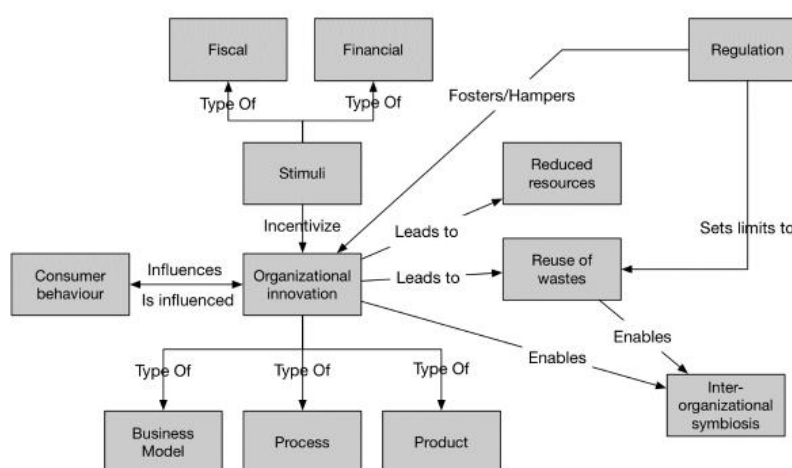 Fiscal
Financial
Regulation
Type Of
Type Of
Fosters/Hampers
Stimuli
Reduced
resources
Incentivize
Leads to
Sets limits to
Consumer
behaviour
Influences
Is influenced
Organizational
innovation
Leads to
Reuse of
wastes
Enables
Enables
Type Of
Type Of
Type Of
Inter-
organizational
symbiosis
Business
Model
Process
Product